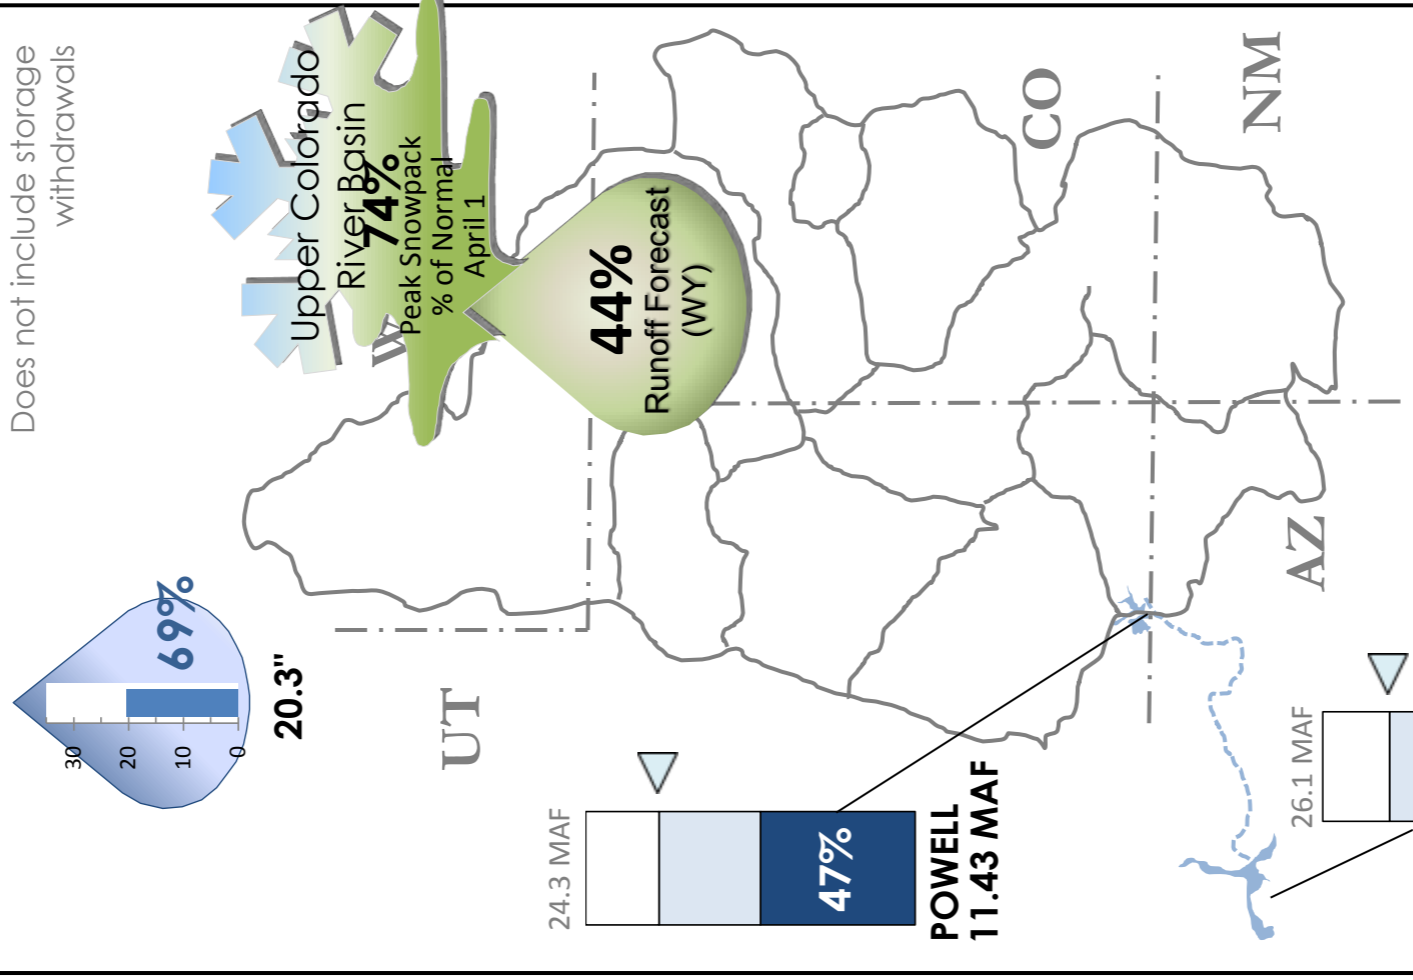 Does not include storage
withdrawals
Upper Colorado
River Basin
74%
Peak Snowpack
% of Normal
April 1
44%
Runoff Forecast
(WY)
CO
NM
30
20
10
0
69%
20.3"
UT
AZ
24.3 MAF
47%
POWELL
11.43 MAF
26.1 MAF